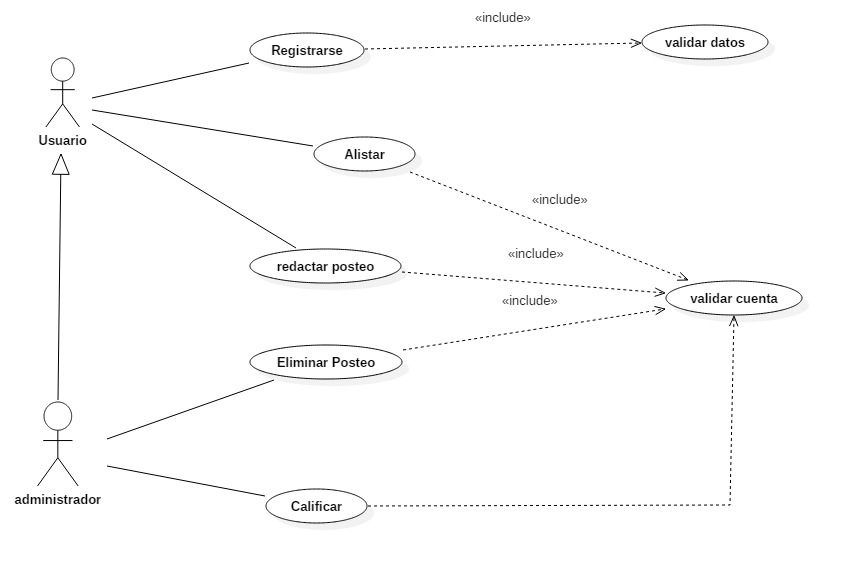 «include»
Registrarse
validar datos
Usuario
Alistar
«include»
«include»
redactar posteo
validar cuenta
«include»
Eliminar Posteo
administrador
Calificar